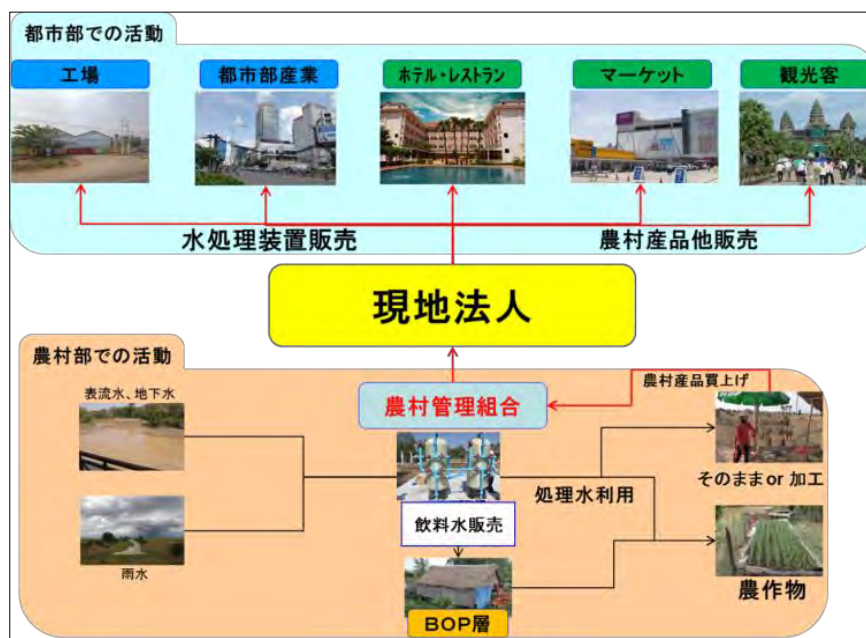 都市部での活動
工場
都市部産業
ホテル・レストラン
マーケット
観光客
水処理装置販売
農村産品他販売
現地法人
農村部での活動
表流水、地下水
農村管理組合
農村産品買上げ
処理水利用
そのまま or 加工
飲料水販売
雨水
農作物
BOP層